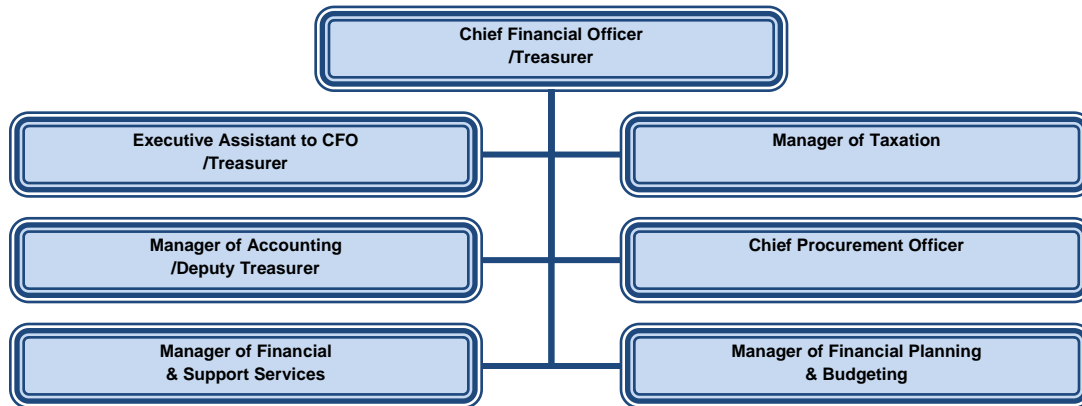 Chief Financial Officer
/Treasurer
Executive Assistant to CFO
/Treasurer
Manager of Taxation
Manager of Accounting
/Deputy Treasurer
Chief Procurement Officer
Manager of Financial
& Support Services
Manager of Financial Planning
& Budgeting